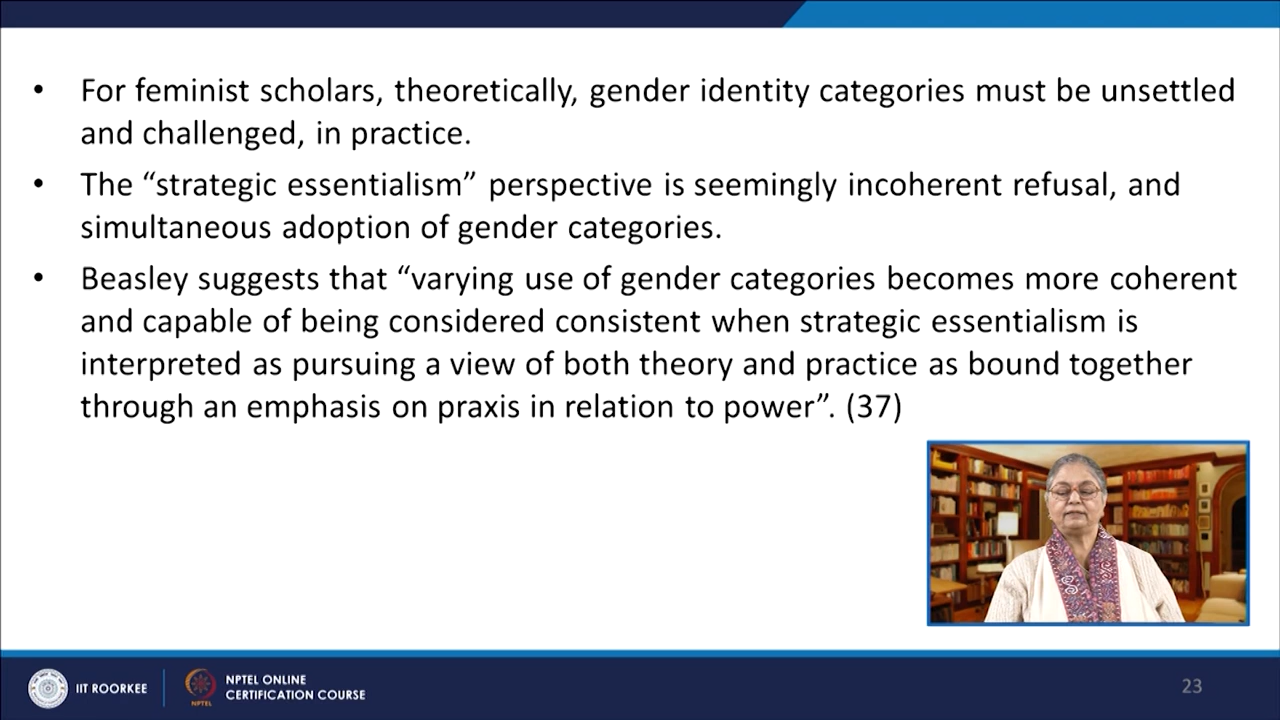 • For feminist scholars, theoretically, gender identity categories must be unsettled
and challenged, in practice.
• The “strategic essentialism” perspective is seemingly incoherent refusal, and
simultaneous adoption of gender categories.
• Beasley suggests that “varying use of gender categories becomes more coherent
and capable of being considered consistent when strategic essentialism is
interpreted as pursuing a view of both theory and practice as bound together
through an emphasis on praxis in relation to power”. (37)
IIT ROORKEE
NPTEL
NPTEL ONLINE
CERTIFICATION COURSE
23